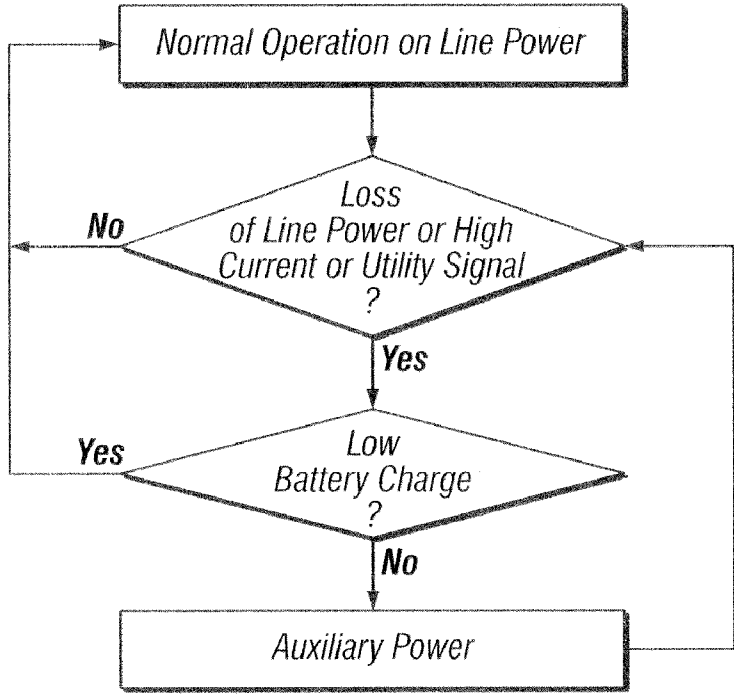 Normal Operation on Line Power
Loss
of Line Power or High
Current or Utility Signal
?
No
Yes
Low
Battery Charge
?
Yes
No
Auxiliary Power